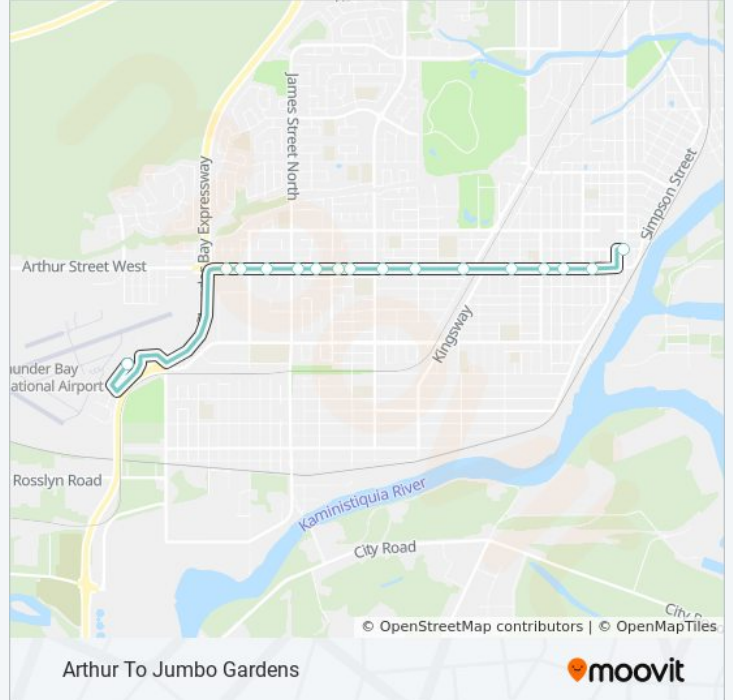 James Street North
Bay Expressway
Simpson Street
Arthur Street West
Kingsway
under Bay
ational Airport
Rosslyn Road
Kaministiquia River
City Road
City
© OpenStreetMap contributors | © OpenMapTiles
Arthur To Jumbo Gardens
moovit